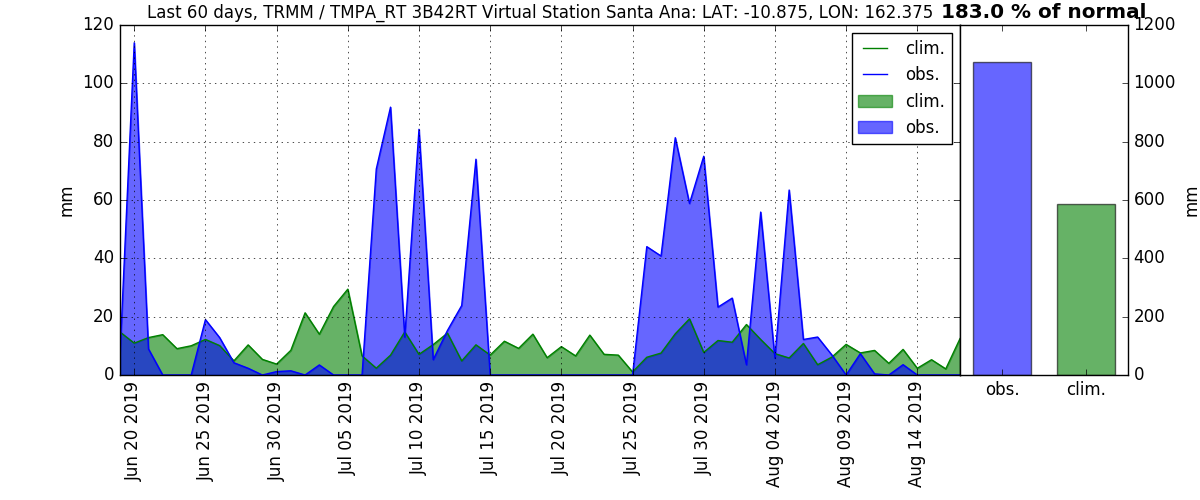 Last 60 days, TRMM / TMPA_RT 3B42RT Virtual Station Santa Ana: LAT: -10.875, LON: 162.375 183.0 % of normal
120
100
80
60
40
20
0
mm
clim.
obs.
clim.
obs.
1200
1000
800
600
400
200
0
mm
obs.
clim.
Jun 20 2019
Jun 25 2019
Jun 30 2019
Jul 05 2019
Jul 10 2019
Jul 15 2019
Jul 20 2019
Jul 25 2019
Jul 30 2019
Aug 04 2019
Aug 09 2019
Aug 14 2019